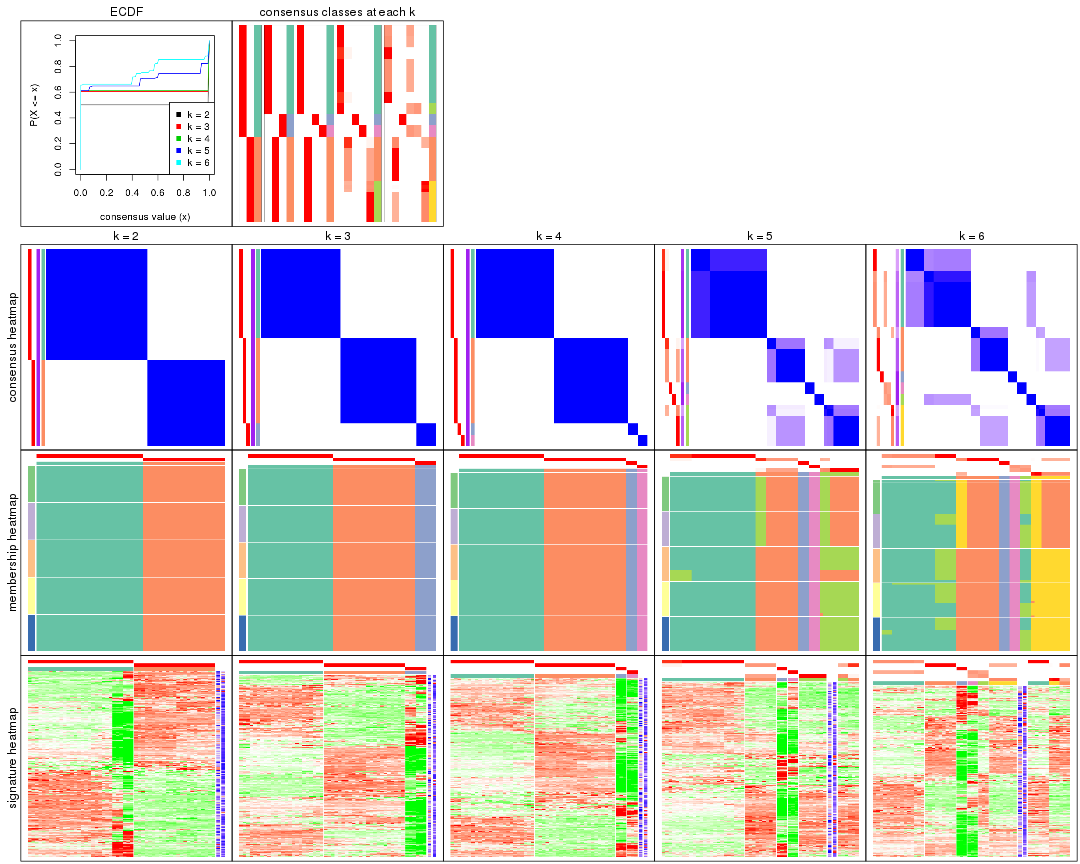 ECDF
consensus classes at each k
P(X <= x)
1.0
0.8
0.6
0.4
0.2
0.0
k = 2
k = 3
k = 4
k = 5
k = 6
0.0 0.2 0.4 0.6 0.8 1.0
consensus value (x)
k = 2
k = 3
k = 4
k = 5
k = 6
consensus heatmap
membership heatmap
signature heatmap